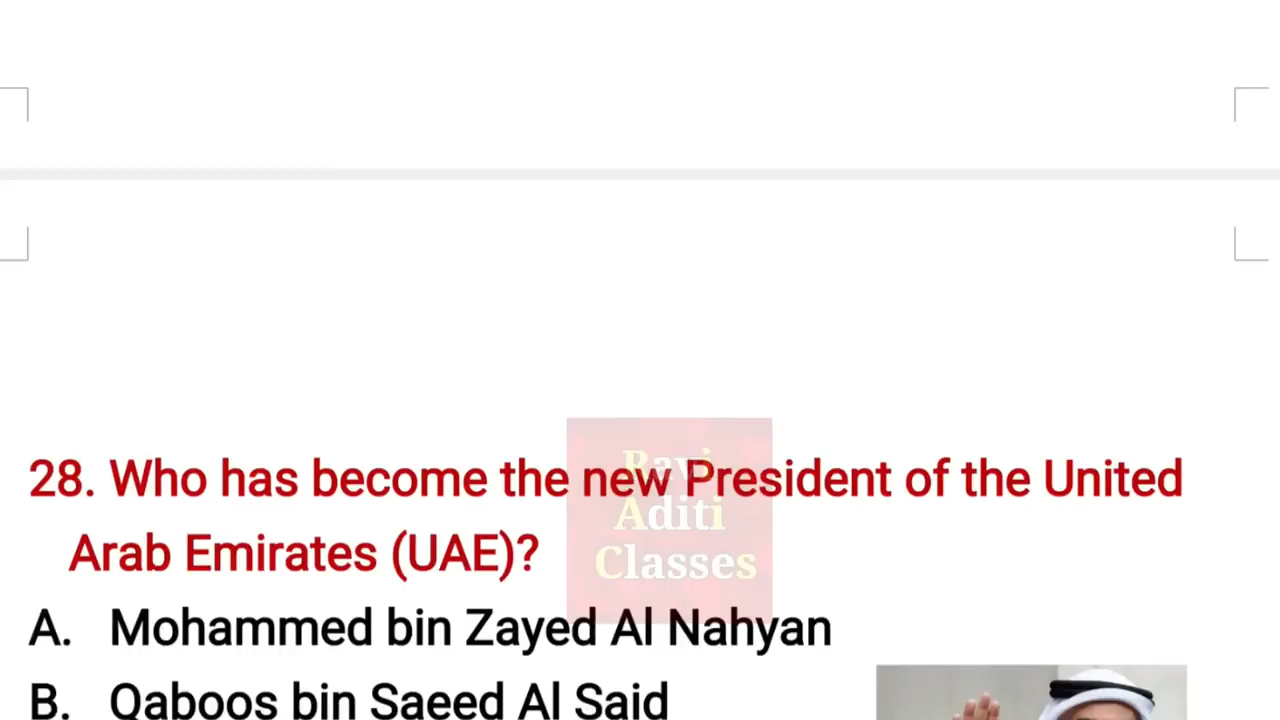 28. Who has become the new President of the United
Arab Emirates (UAE)?
Ravi
Aditi
Classes
A. Mohammed bin Zayed Al Nahyan
B. Qaboos bin Saeed Al Said